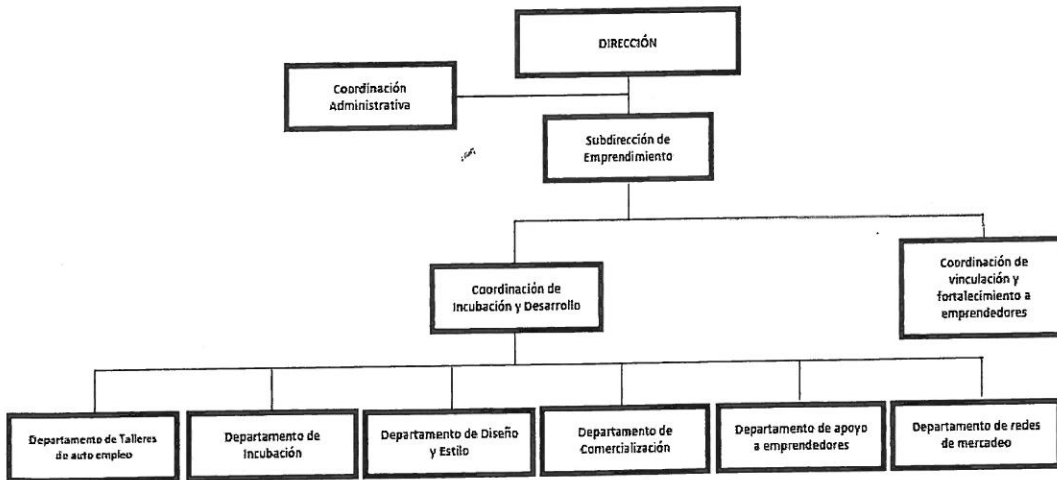 DIRECCIÓN
Coordinación
Administrativa
Subdirección de
Emprendimiento
Coordinación de
Incubación y Desarrollo
Coordinación de
vinculación y
fortalecimiento a
emprendedores
Departamento de Talleres
de auto empleo
Departamento de
Incubación
Departamento de Diseño
y Estilo
Departamento de
Comercialización
Departamento de apoyo
a emprendedores
Departamento de redes
de mercadeo